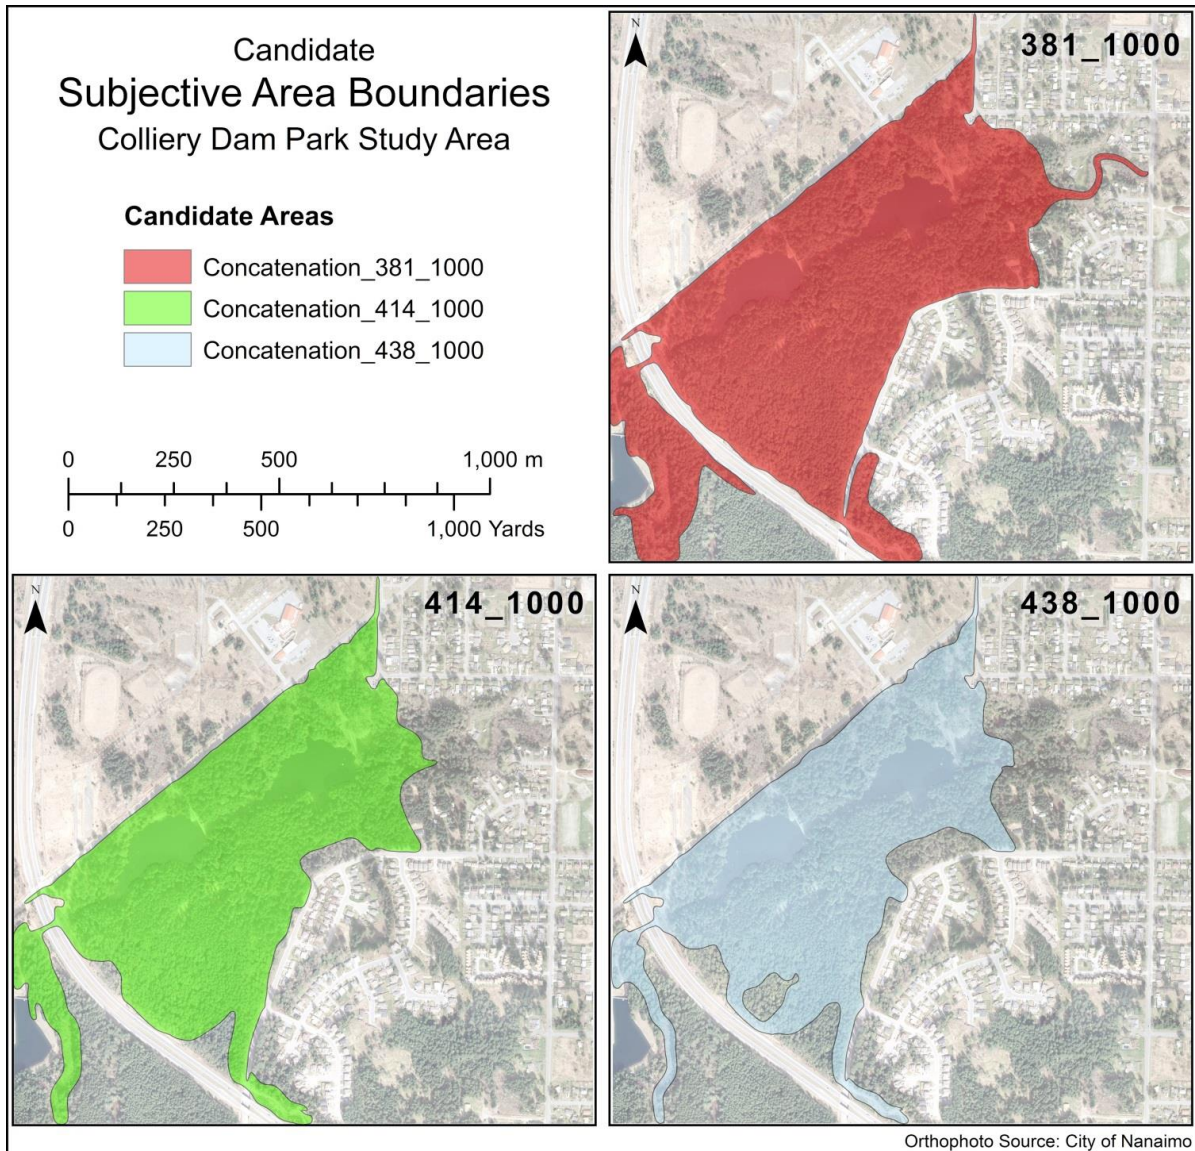 Candidate
Subjective Area Boundaries
Colliery Dam Park Study Area
Candidate Areas
Concatenation_381_1000
Concatenation_414_1000
Concatenation_438_1000
0 250 500 1,000 m
0 250 500 1,000 Yards
N
381_1000
N
414_1000
N
438_1000
Orthophoto Source: City of Nanaimo